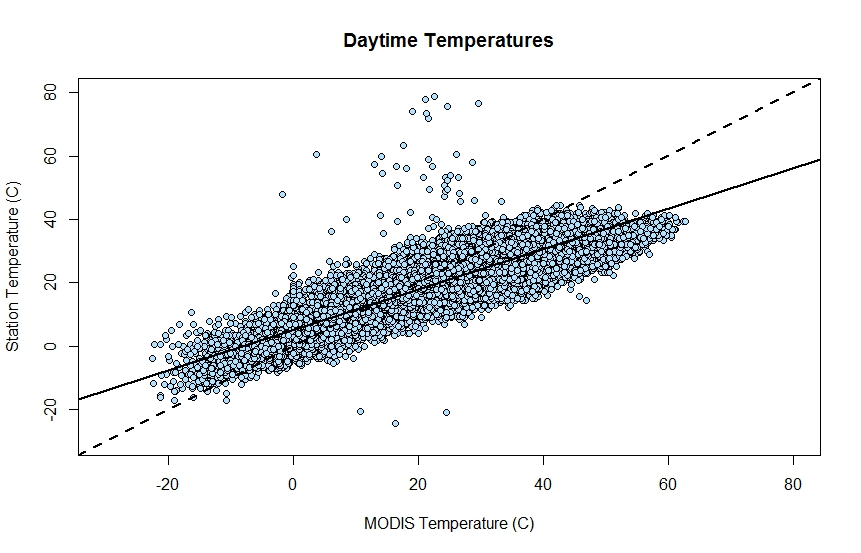 Daytime Temperatures
Station Temperature (C)
80
60
40
20
0
-20
-20 0 20 40 60 80
MODIS Temperature (C)